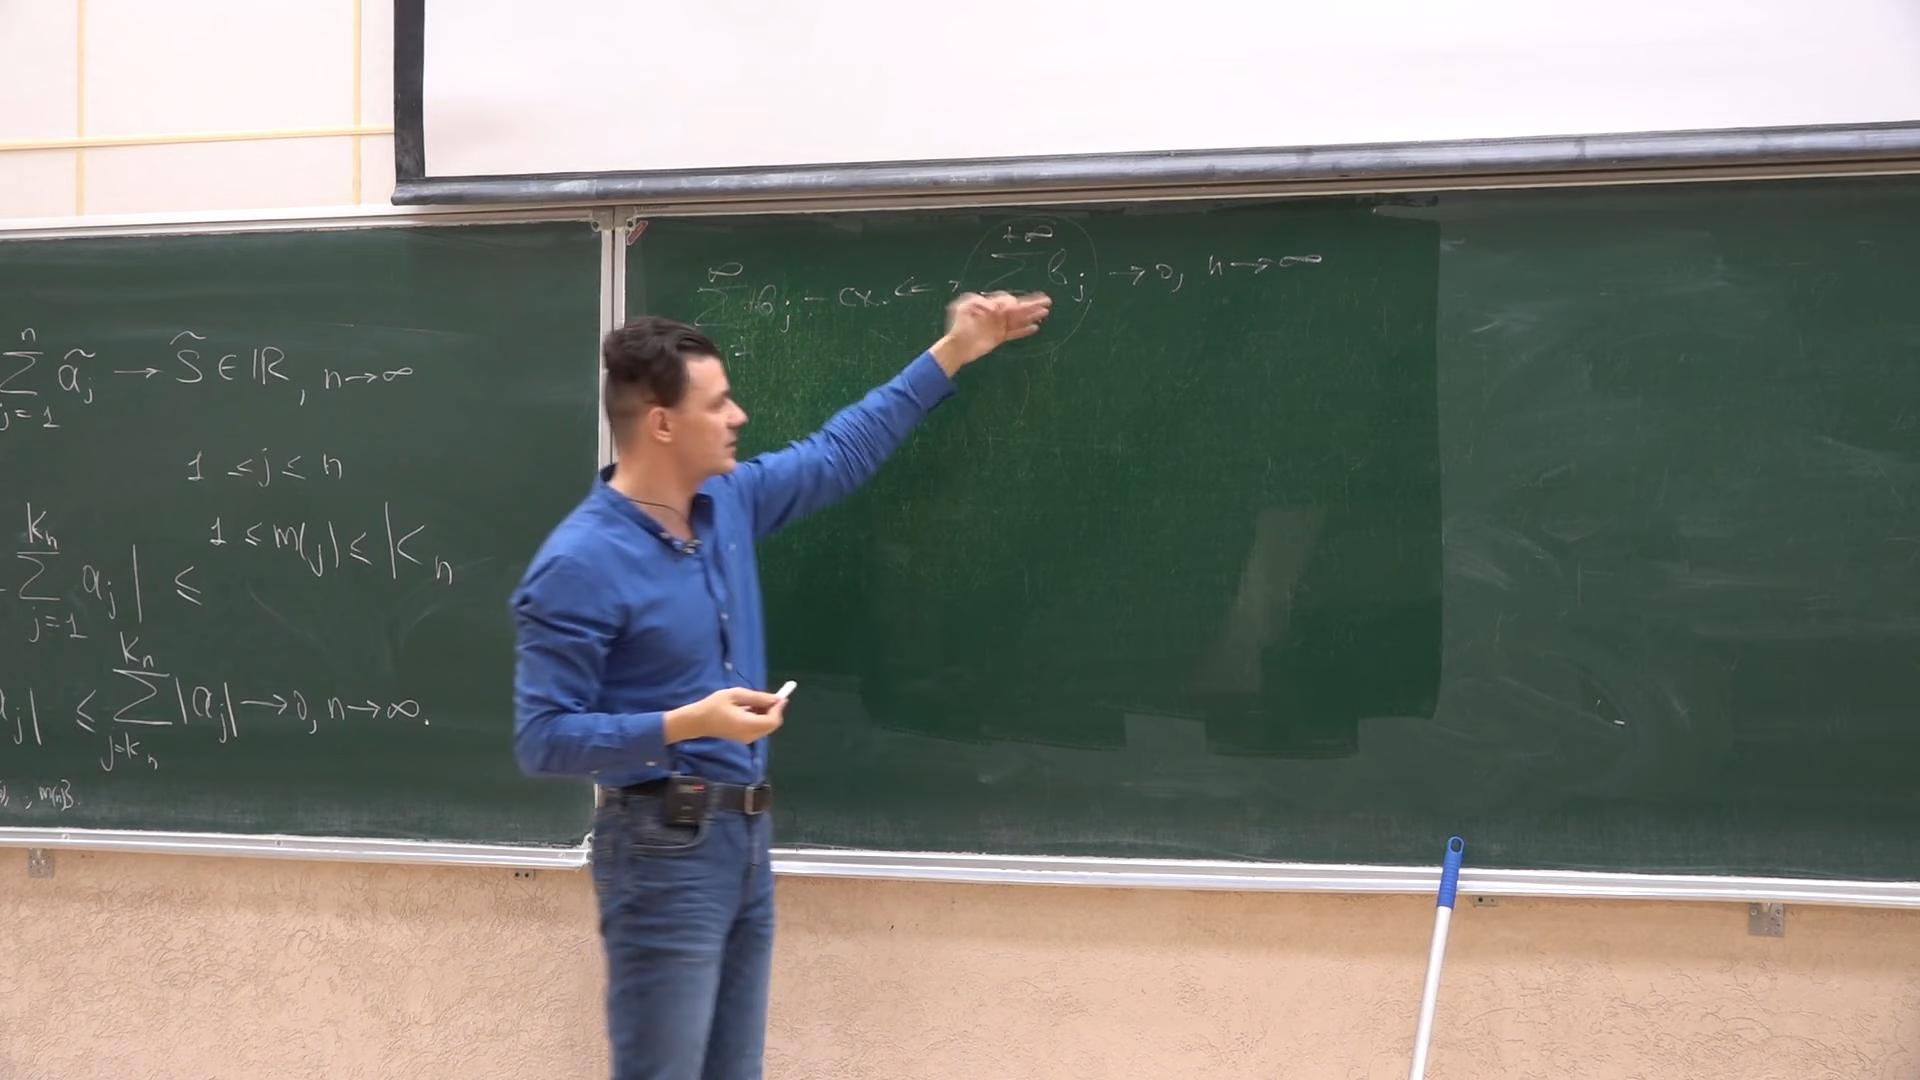 n
∑ ã_j → S̃ ∈ ℝ, n → ∞
j=1
1 ≤ j ≤ n
1 ≤ m(j) ≤ K_n
K_n
∑ a_j | ≤
j=1
K_n
a_j| ≤ ∑ |a_j| → 0, n → ∞.
j=k_n
, m(n)}.
∞
∑ b_j - сх. <=>
+∞
∑ b_j → 0, n → ∞